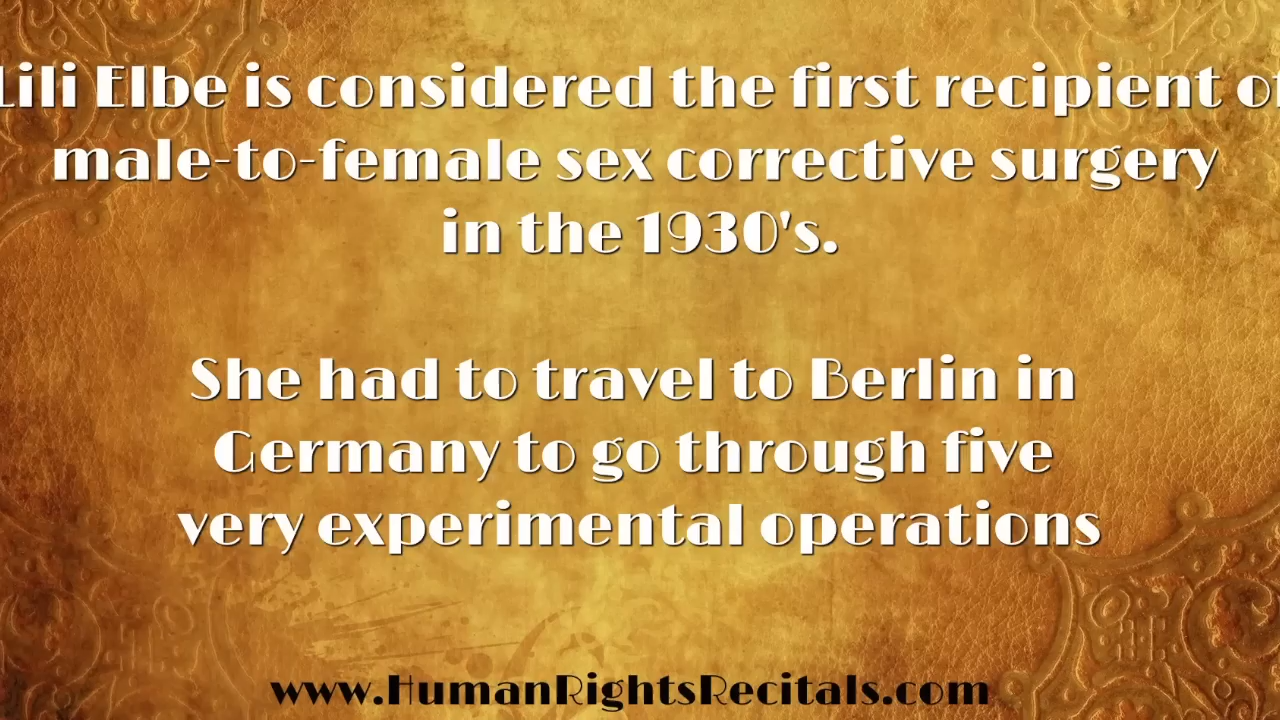 Lili Elbe is considered the first recipient of
male-to-female sex corrective surgery
in the 1930's.
She had to travel to Berlin in
Germany to go through five
very experimental operations
www.HumanRightsRecitals.com